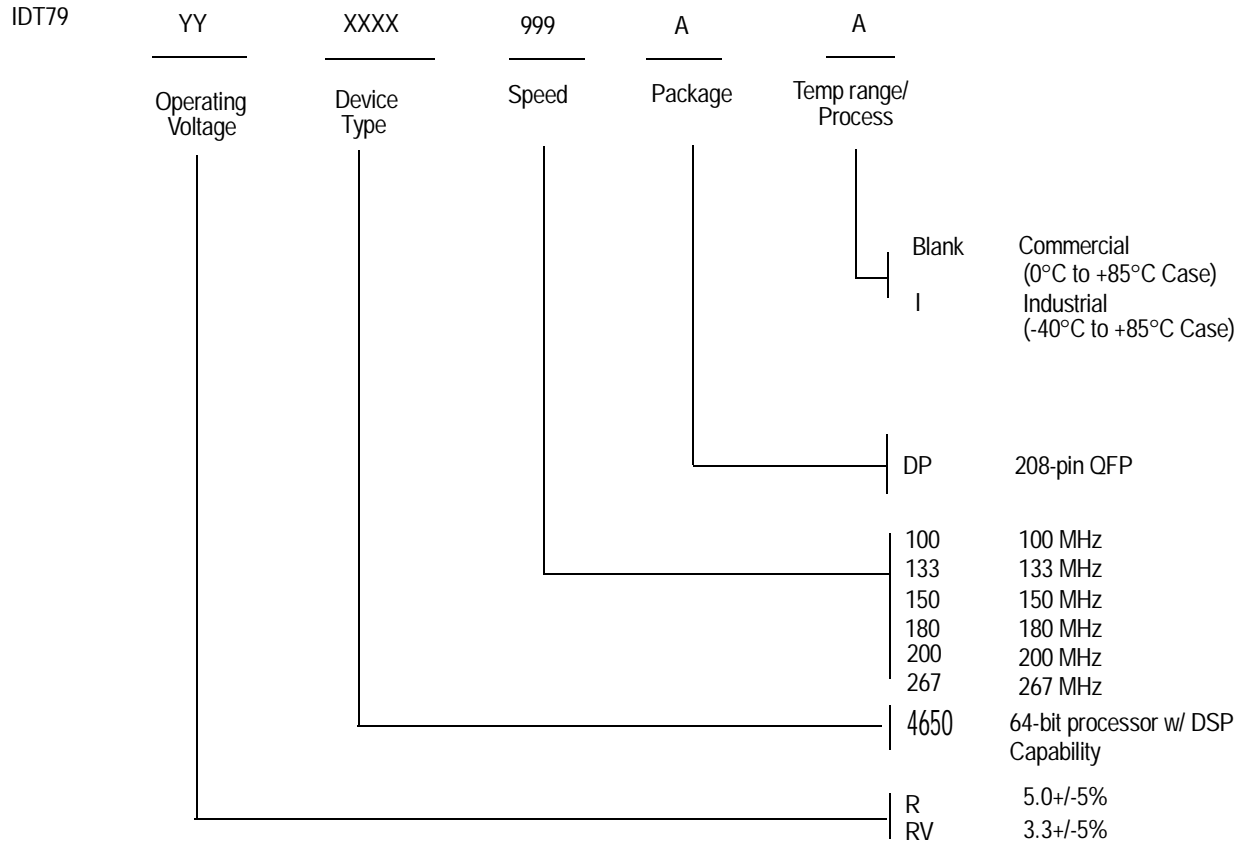 IDT79 YY XXXX 999 A A
Operating Voltage Device Type Speed Package Temp range/ Process
Blank Commercial
(0°C to +85°C Case)
I Industrial
(-40°C to +85°C Case)
DP 208-pin QFP
100 100 MHz
133 133 MHz
150 150 MHz
180 180 MHz
200 200 MHz
267 267 MHz
4650 64-bit processor w/ DSP
Capability
R 5.0+/-5%
RV 3.3+/-5%